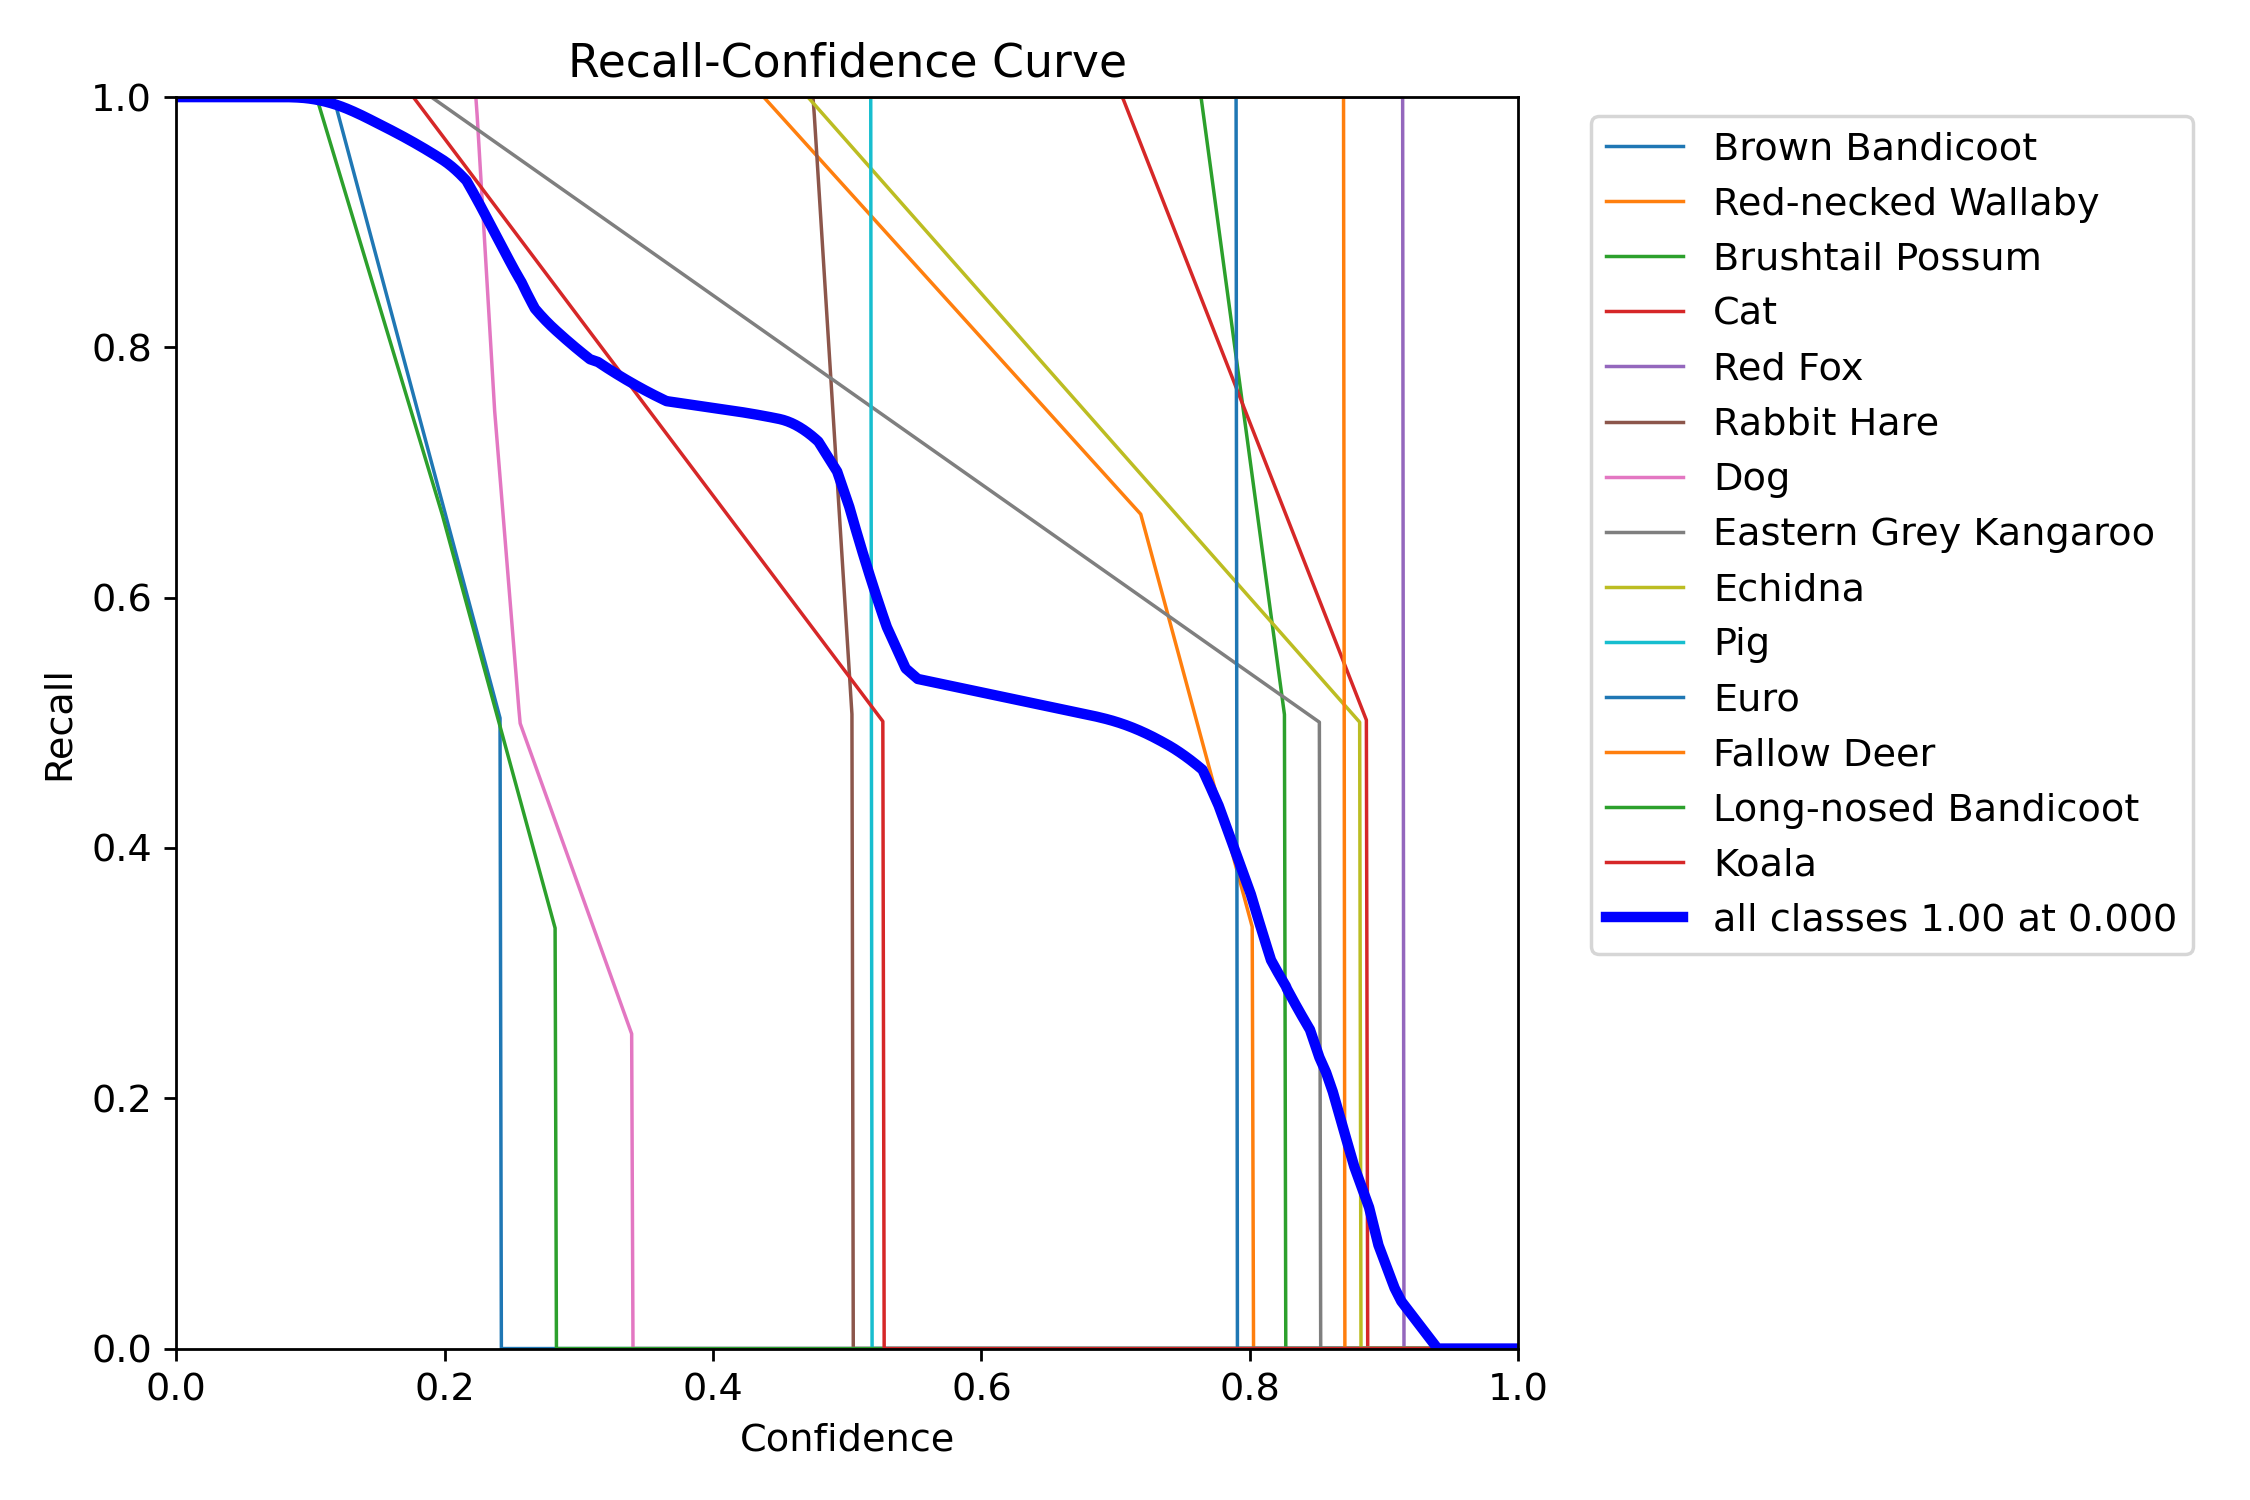 Recall-Confidence Curve
1.0
0.8
0.6
0.4
0.2
0.0
Recall
0.0 0.2 0.4 0.6 0.8 1.0
Confidence
Brown Bandicoot
Red-necked Wallaby
Brushtail Possum
Cat
Red Fox
Rabbit Hare
Dog
Eastern Grey Kangaroo
Echidna
Pig
Euro
Fallow Deer
Long-nosed Bandicoot
Koala
all classes 1.00 at 0.000